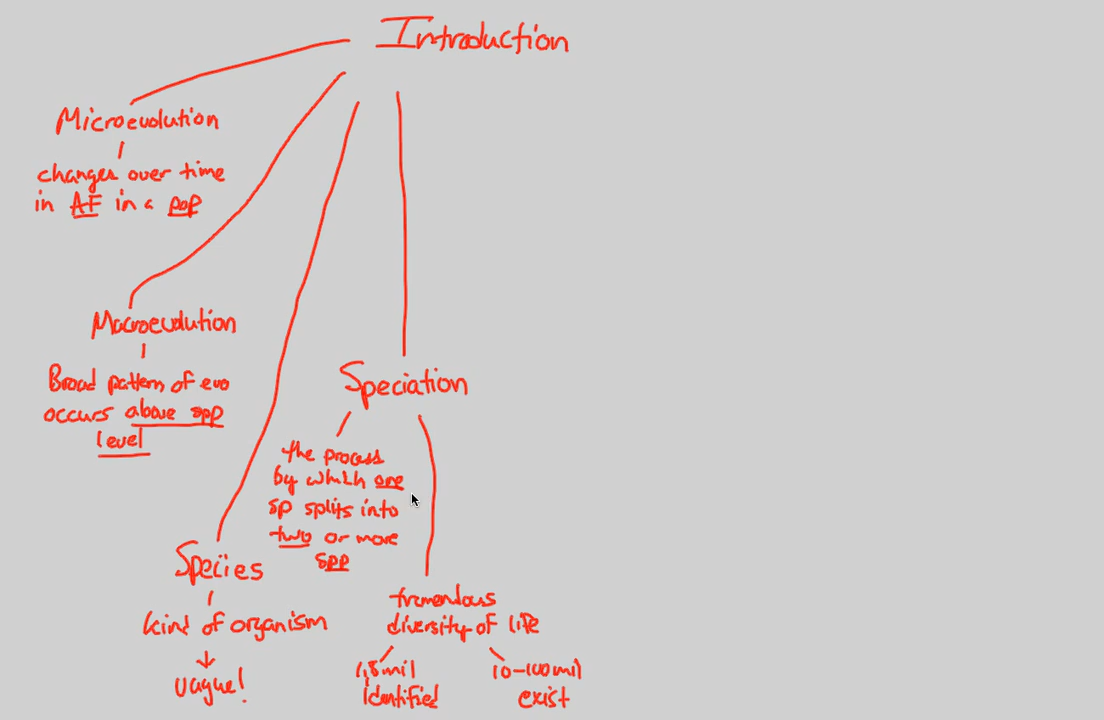 Introduction
Microevolution
changes over time
in AF in a pop
Macroevolution
Broad pattern of evo
occurs above spp
level
Speciation
the process
by which one
sp splits into
two or more
spp
Species
kind of organism
vague!
tremendous
diversity of life
1,8mil
identified
10-100mil
exist